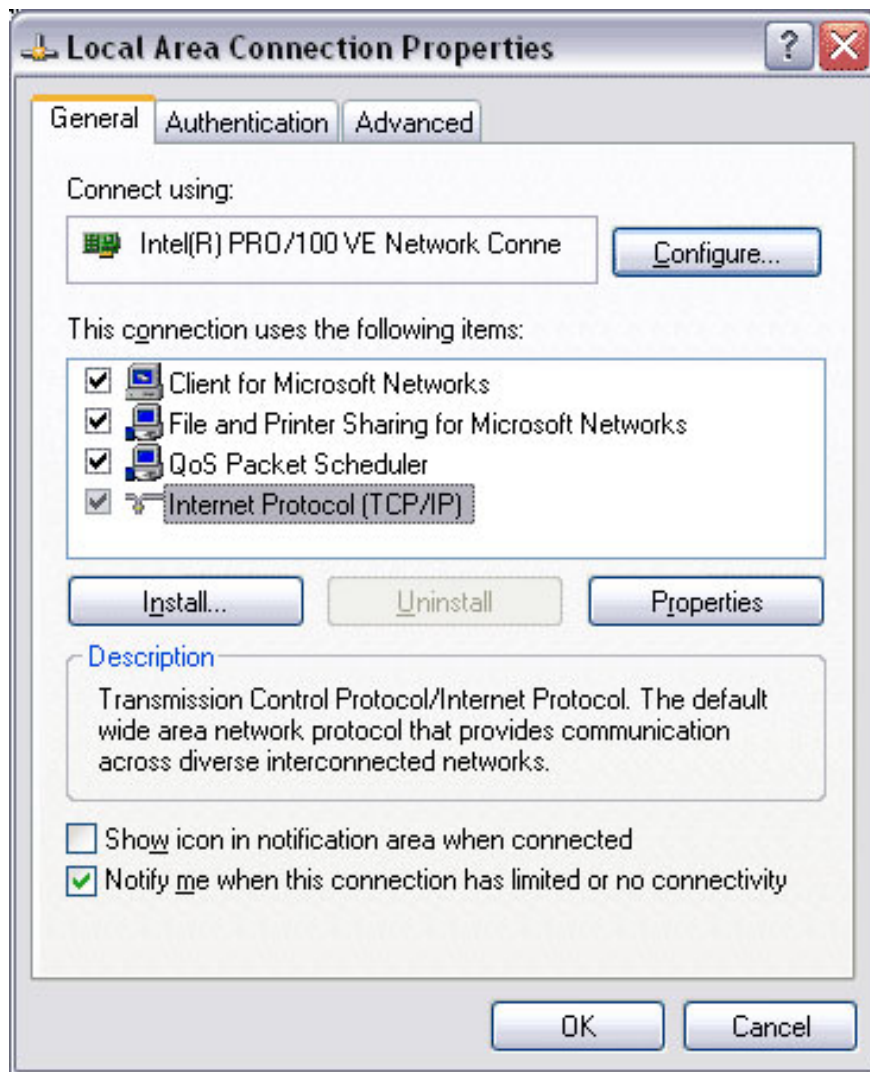 Local Area Connection Properties
General Authentication Advanced
Connect using:
Intel(R) PRO/100 VE Network Conne
Configure...
This connection uses the following items:
Client for Microsoft Networks
File and Printer Sharing for Microsoft Networks
QoS Packet Scheduler
Internet Protocol (TCP/IP)
Install... Uninstall Properties
Description
Transmission Control Protocol/Internet Protocol. The default
wide area network protocol that provides communication
across diverse interconnected networks.
Show icon in notification area when connected
Notify me when this connection has limited or no connectivity
OK Cancel